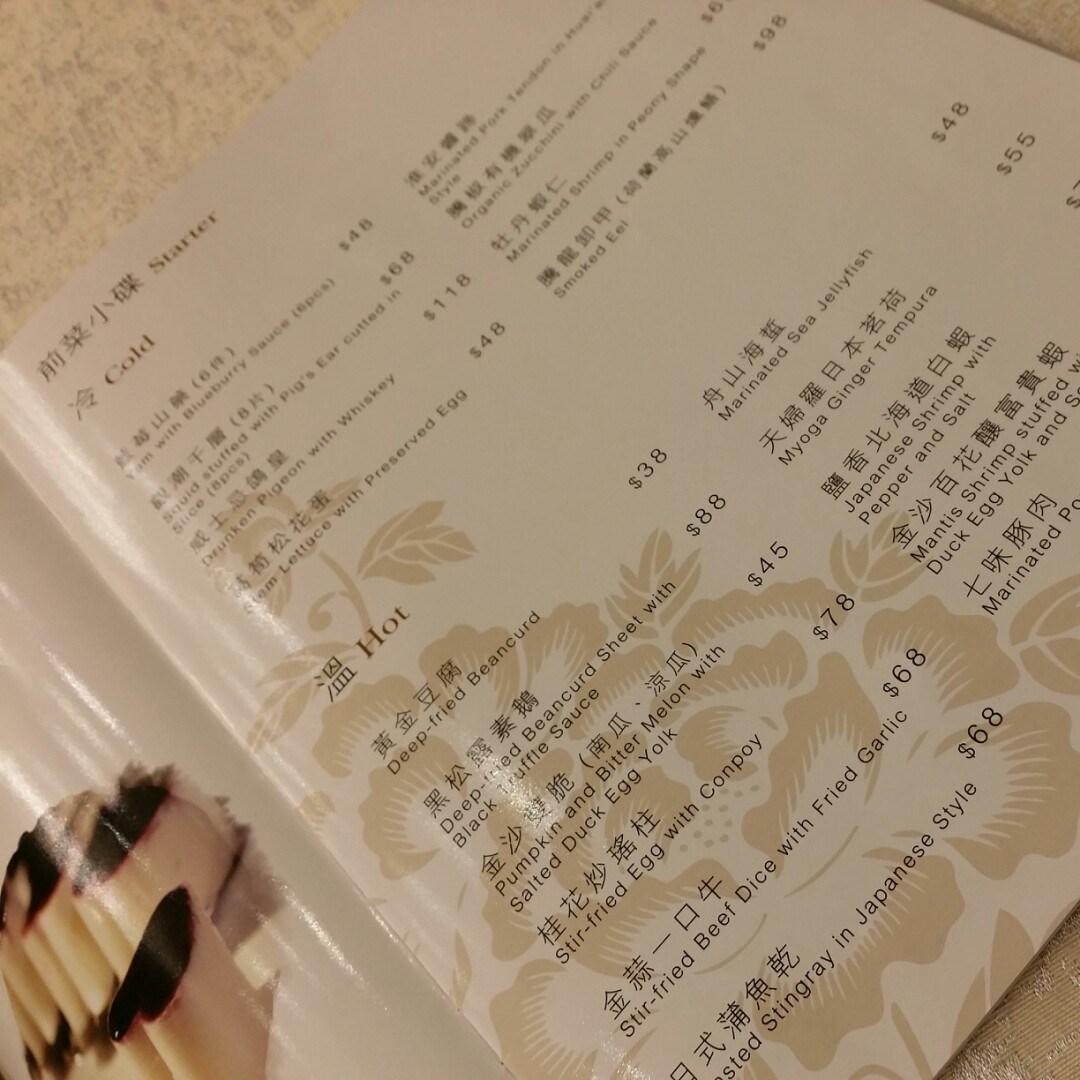 前菜小碟 Starter
冷 Cold
藍莓山藥 (6件)
Yam with Blueburry Sauce (6pcs) $48
潮千層 (8片)
Squid stuffed with Pig's Ear cutted in
Slice (8pcs) $68
威士忌鴿皇
Drunken Pigeon with Whiskey $118
萵筍松花蛋
Stem Lettuce with Preserved Egg $48
淮安醬蹄
Marinated Pork Tendon in
Style
有機翠瓜
Organic Zucchini with Chili Sauce
牡丹蝦仁
Marinated Shrimp in Peony Shape
騰龍卸甲 (荷蘭高山燻鱔)
Smoked Eel $98
溫 Hot
黃金豆腐
Deep-fried Beancurd $38
黑松露素鵝
Deep-fried Beancurd Sheet with
Black Truffle Sauce $88
金沙雙脆 (南瓜、涼瓜)
Pumpkin and Bitter Melon with
Salted Duck Egg Yolk $45
桂花炒瑤柱
Stir-fried Egg with Conpoy $78
金蒜一口牛
Stir-fried Beef Dice with Fried Garlic $68
日式蒲魚乾
Stingray in Japanese Style $68
舟山海蜇
Marinated Sea Jellyfish $48
天婦羅日本茗荷
Myoga Ginger Tempura $55
鹽香北海道白蝦
Japanese Shrimp with
Pepper and Salt
金沙百花釀富貴蝦
Mantis Shrimp stuffed
Duck Egg Yolk and
七味豚肉
Marinated